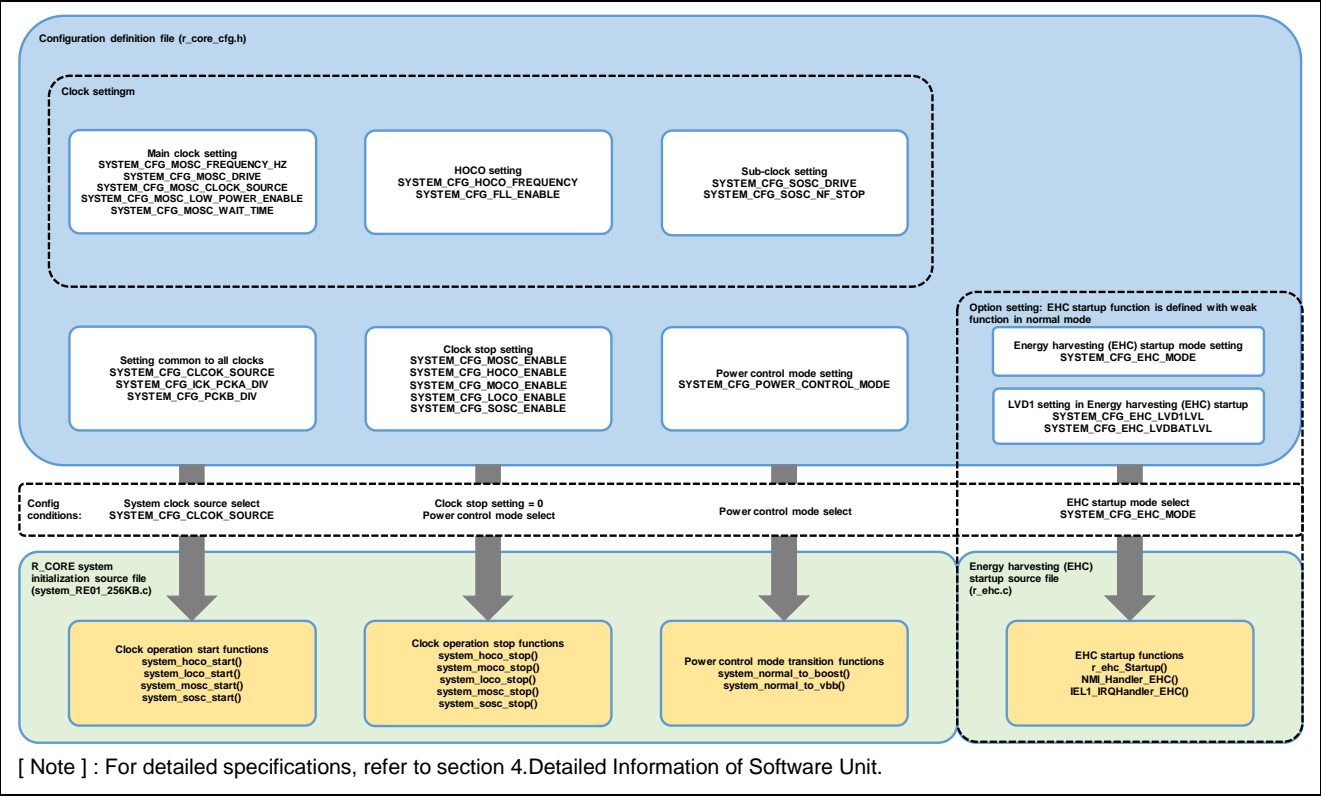 Configuration definition file (r_core_cfg.h)
Clock settingm
Main clock setting
SYSTEM_CFG_MOSC_FREQUENCY_HZ
SYSTEM_CFG_MOSC_DRIVE
SYSTEM_CFG_MOSC_CLOCK_SOURCE
SYSTEM_CFG_MOSC_LOW_POWER_ENABLE
SYSTEM_CFG_MOSC_WAIT_TIME
HOCO setting
SYSTEM_CFG_HOCO_FREQUENCY
SYSTEM_CFG_FLL_ENABLE
Sub-clock setting
SYSTEM_CFG_SOSC_DRIVE
SYSTEM_CFG_SOSC_NF_STOP
Setting common to all clocks
SYSTEM_CFG_CLCOK_SOURCE
SYSTEM_CFG_ICK_PCKA_DIV
SYSTEM_CFG_PCKB_DIV
Clock stop setting
SYSTEM_CFG_MOSC_ENABLE
SYSTEM_CFG_HOCO_ENABLE
SYSTEM_CFG_MOCO_ENABLE
SYSTEM_CFG_LOCO_ENABLE
SYSTEM_CFG_SOSC_ENABLE
Power control mode setting
SYSTEM_CFG_POWER_CONTROL_MODE
Option setting: EHC startup function is defined with weak
function in normal mode
Energy harvesting (EHC) startup mode setting
SYSTEM_CFG_EHC_MODE
LVD1 setting in Energy harvesting (EHC) startup
SYSTEM_CFG_EHC_LVD1LVL
SYSTEM_CFG_EHC_LVDBATLVL
Config
conditions:
System clock source select
SYSTEM_CFG_CLCOK_SOURCE
Clock stop setting = 0
Power control mode select
Power control mode select
EHC startup mode select
SYSTEM_CFG_EHC_MODE
R_CORE system
initialization source file
(system_RE01_256KB.c)
Clock operation start functions
system_hoco_start()
system_loco_start()
system_mosc_start()
system_sosc_start()
Clock operation stop functions
system_hoco_stop()
system_moco_stop()
system_loco_stop()
system_mosc_stop()
system_sosc_stop()
Power control mode transition functions
system_normal_to_boost()
system_normal_to_vbb()
Energy harvesting (EHC)
startup source file
(r_ehc.c)
EHC startup functions
r_ehc_Startup()
NMI_Handler_EHC()
IEL1_IRQHandler_EHC()
[ Note ] : For detailed specifications, refer to section 4.Detailed Information of Software Unit.